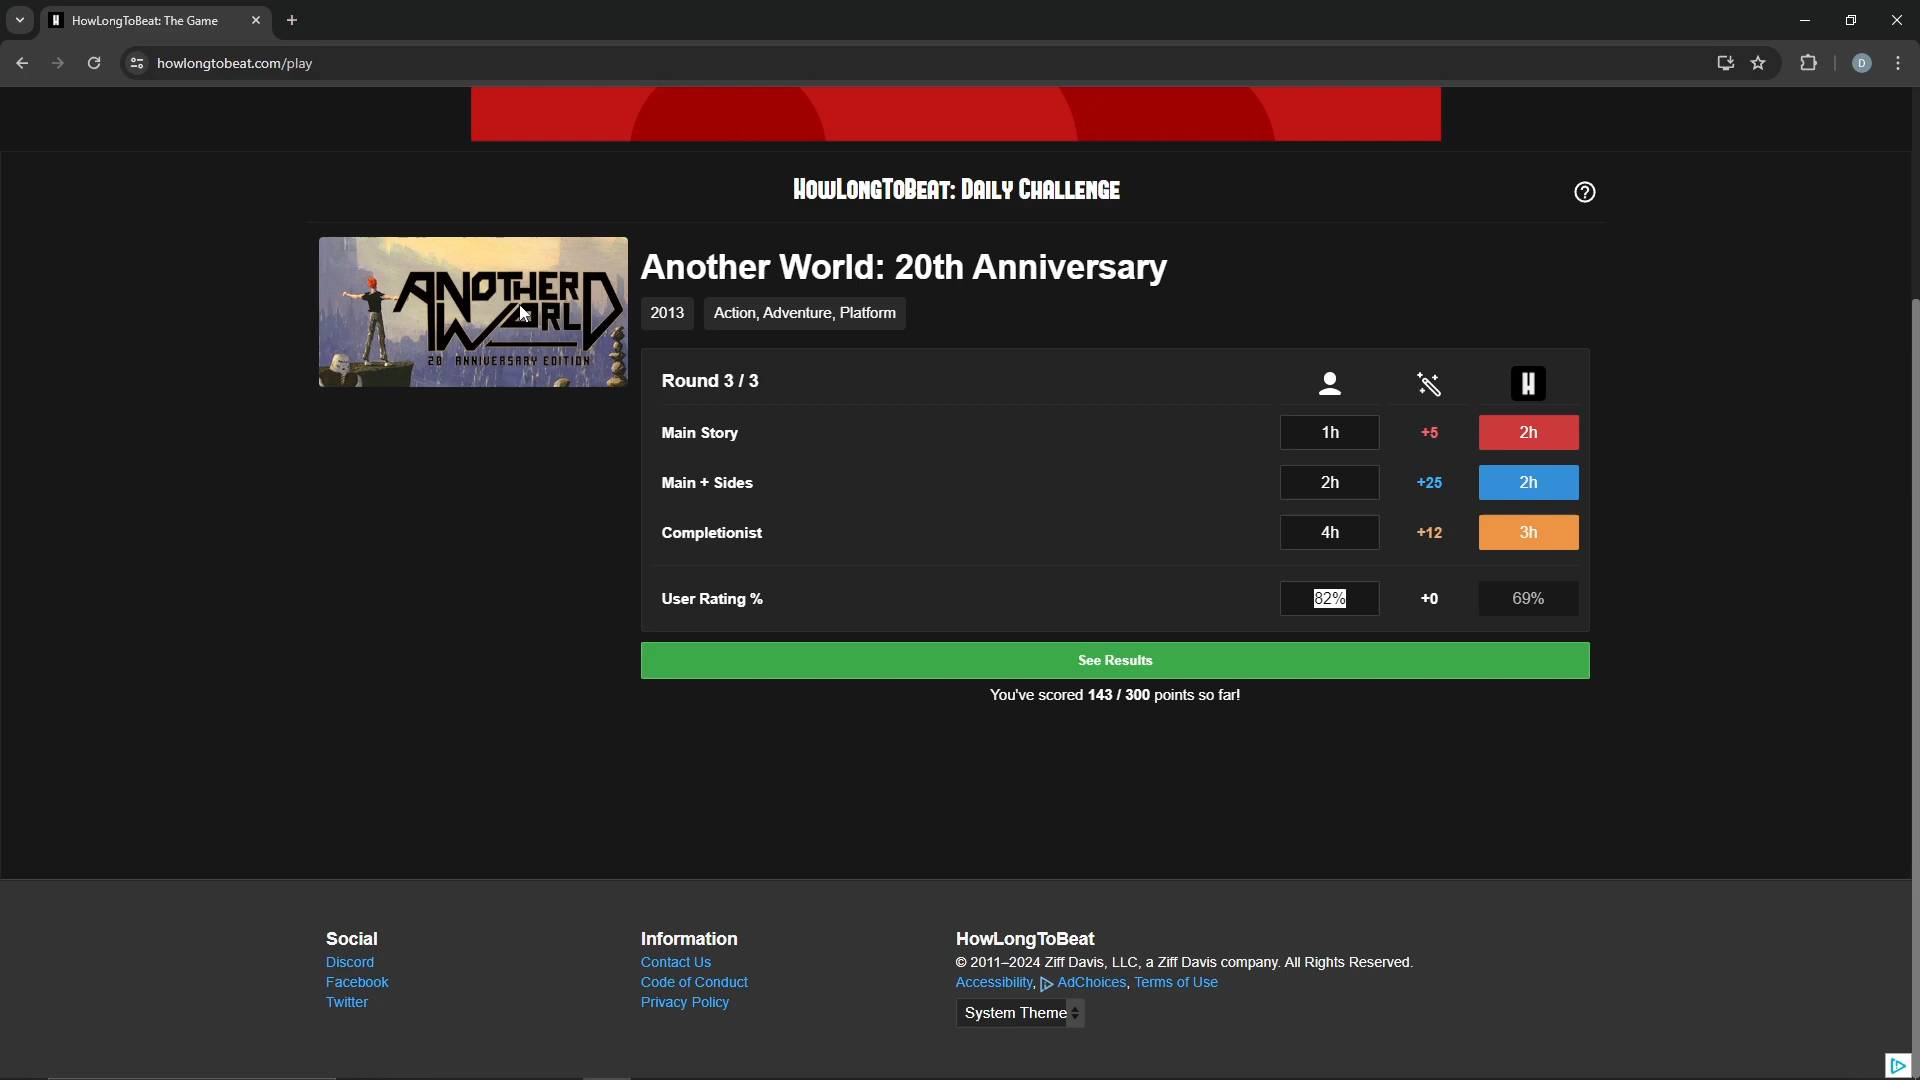 HowLongToBeat: The Game
howlongtobeat.com/play
D
HOWLONGTOBEAT: DAILY CHALLENGE
ANOTHER WORLD
20 ANNIVERSARY EDITION
Another World: 20th Anniversary
2013 Action, Adventure, Platform
Round 3 / 3
Main Story 1h +5 2h
Main + Sides 2h +25 2h
Completionist 4h +12 3h
User Rating % 82% +0 69%
See Results
You've scored 143 / 300 points so far!
Social
Discord
Facebook
Twitter
Information
Contact Us
Code of Conduct
Privacy Policy
HowLongToBeat
© 2011–2024 Ziff Davis, LLC, a Ziff Davis company. All Rights Reserved.
Accessibility, AdChoices, Terms of Use
System Theme